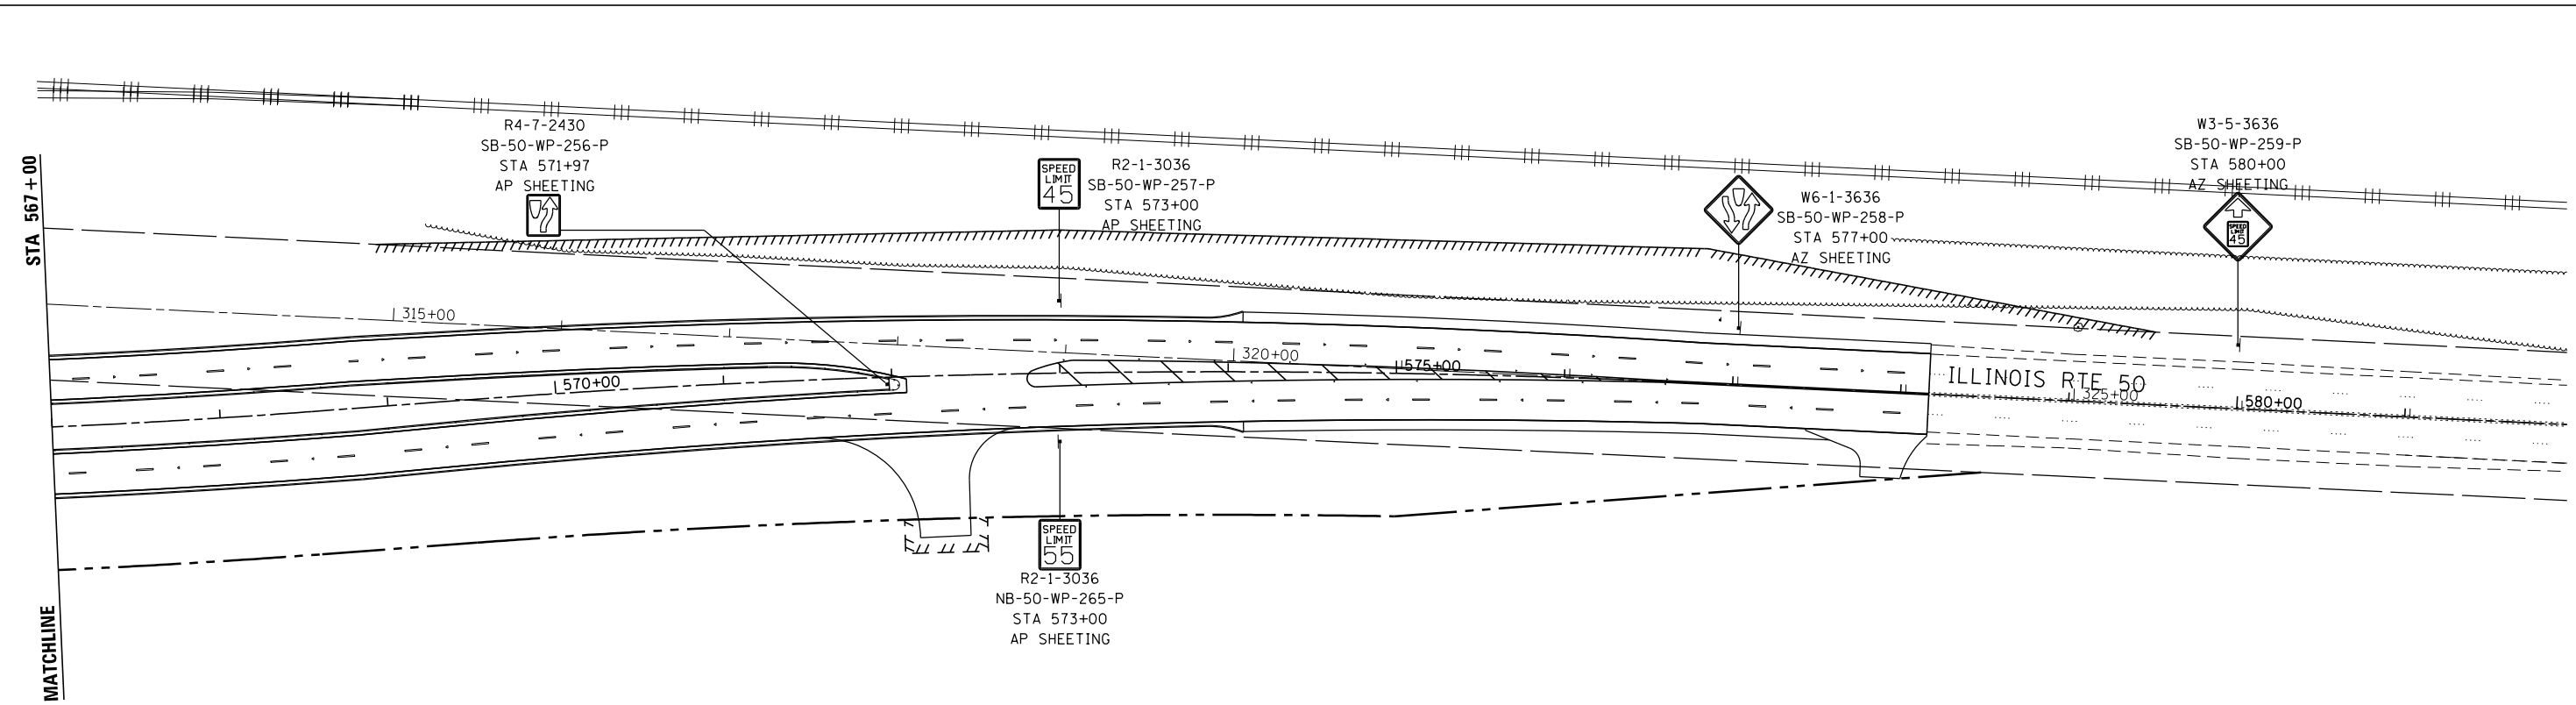 R4-7-2430
SB-50-WP-256-P
STA 571+97
AP SHEETING
SPEED
LIMIT
45
R2-1-3036
SB-50-WP-257-P
STA 573+00
AP SHEETING
W6-1-3636
SB-50-WP-258-P
STA 577+00
AZ SHEETING
W3-5-3636
SB-50-WP-259-P
STA 580+00
AZ SHEETING
SPEED
LIMIT
45
STA 567+00
MATCHLINE
315+00
320+00
575+00
570+00
ILLINOIS RTE 50
325+00
580+00
SPEED
LIMIT
55
R2-1-3036
NB-50-WP-265-P
STA 573+00
AP SHEETING